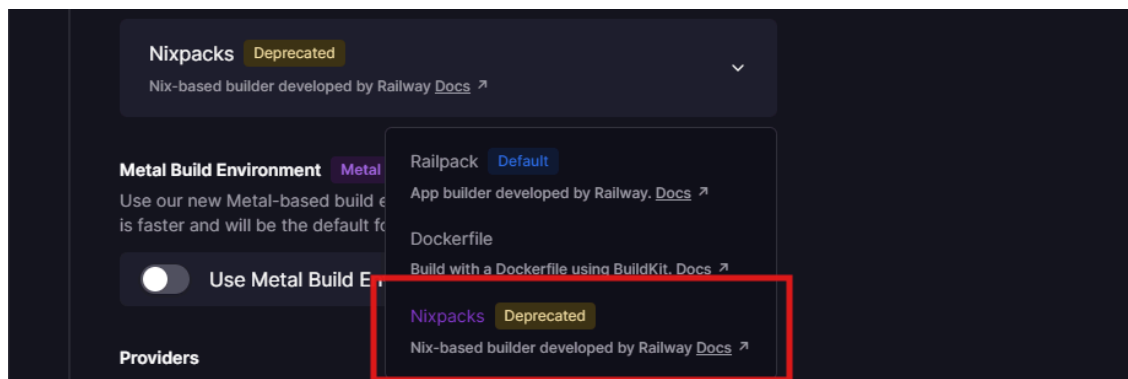 Nixpacks Deprecated
Nix-based builder developed by Railway Docs ↗
Metal Build Environment Metal
Use our new Metal-based build e
is faster and will be the default fo
Use Metal Build En
Providers
Railpack Default
App builder developed by Railway. Docs ↗
Dockerfile
Build with a Dockerfile using BuildKit. Docs ↗
Nixpacks Deprecated
Nix-based builder developed by Railway Docs ↗